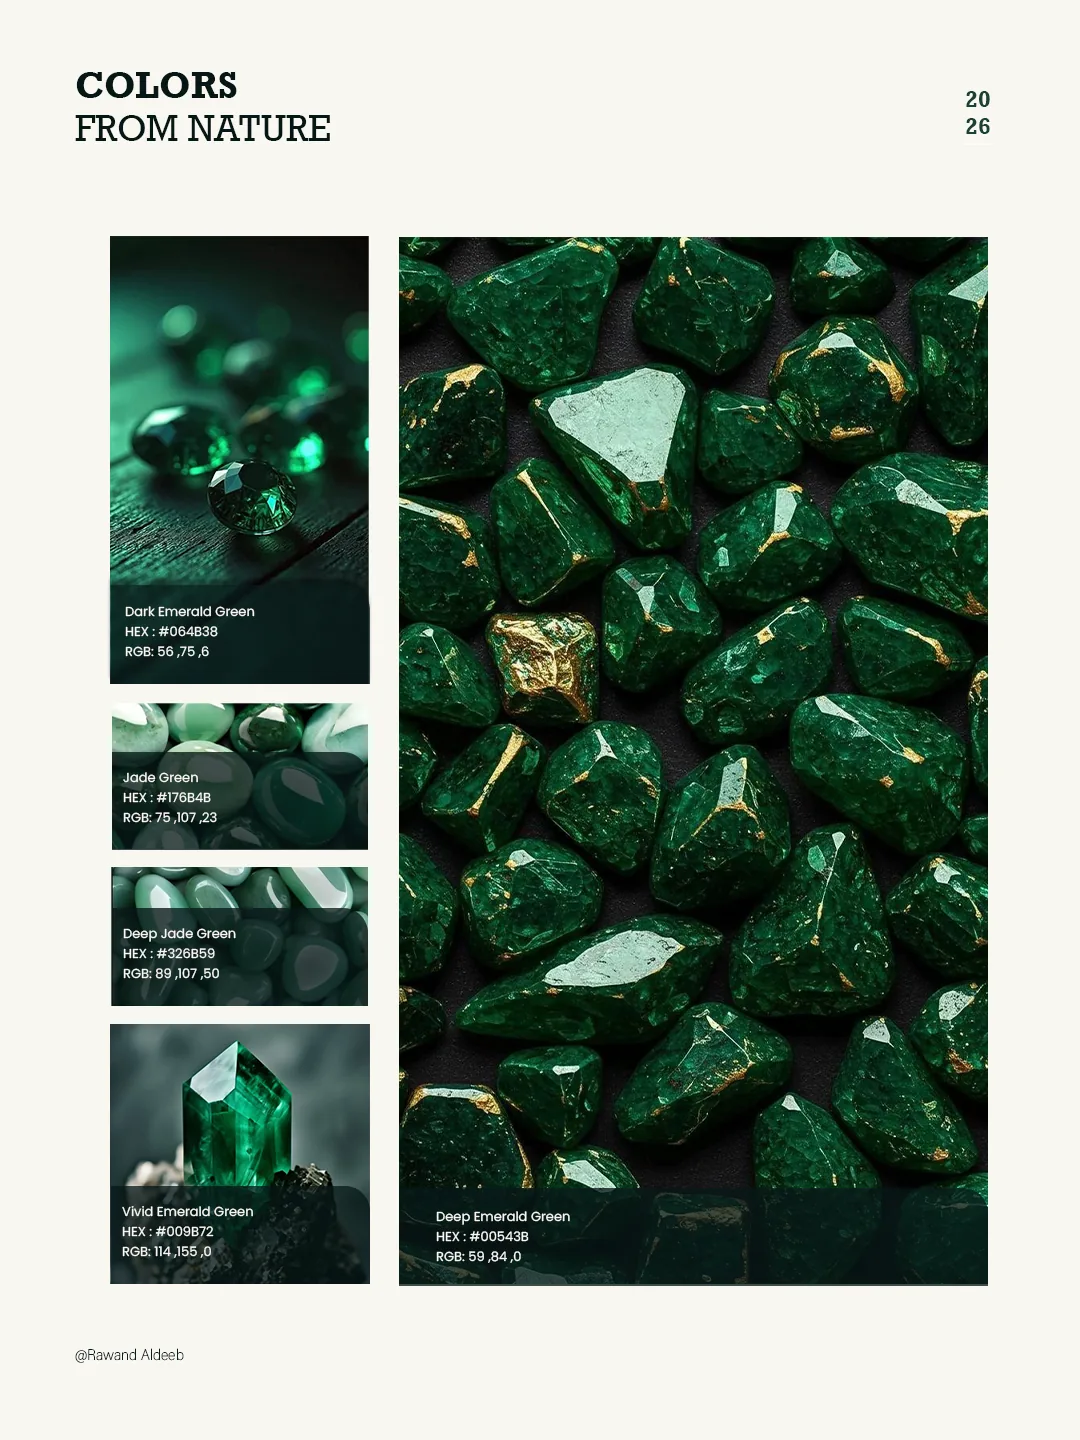 COLORS
FROM NATURE
20
26
Dark Emerald Green
HEX : #064B38
RGB: 56 ,75 ,6
Jade Green
HEX : #176B4B
RGB: 75 ,107 ,23
Deep Jade Green
HEX : #326B59
RGB: 89 ,107 ,50
Vivid Emerald Green
HEX : #009B72
RGB: 114 ,155 ,0
Deep Emerald Green
HEX : #00543B
RGB: 59 ,84 ,0
@Rawand Aldeeb